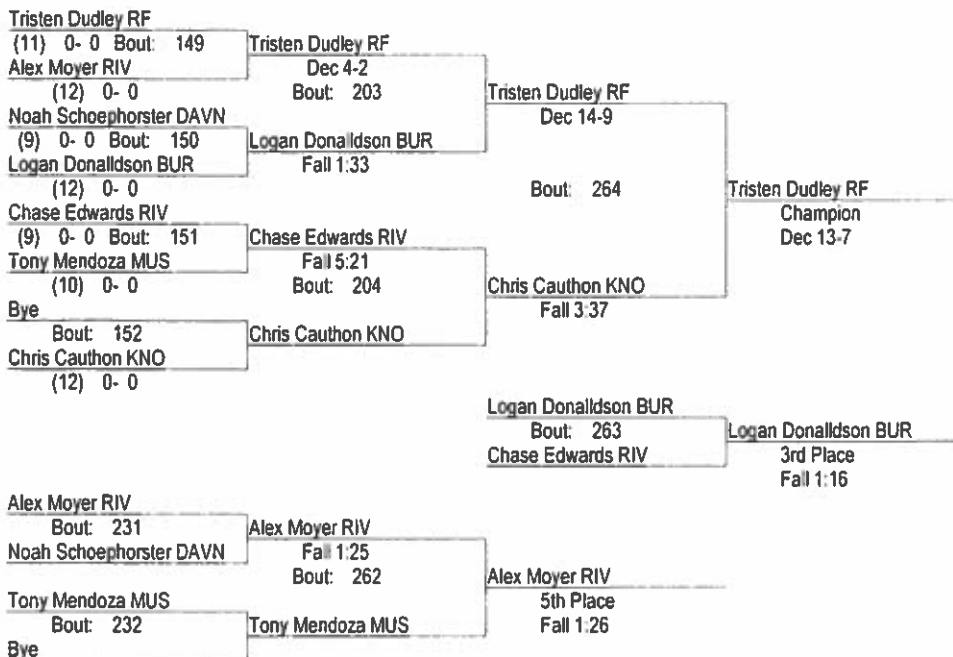 Tristen Dudley RF
(11) 0- 0 Bout: 149
Alex Moyer RIV
(12) 0- 0
Noah Schoephorster DAVN
(9) 0- 0 Bout: 150
Logan Donalldson BUR
(12) 0- 0
Chase Edwards RIV
(9) 0- 0 Bout: 151
Tony Mendoza MUS
(10) 0- 0
Bye
Bout: 152
Chris Cauthon KNO
(12) 0- 0
Tristen Dudley RF
Dec 4-2
Bout: 203
Logan Donalldson BUR
Fall 1:33
Chase Edwards RIV
Fall 5:21
Bout: 204
Chris Cauthon KNO
Tristen Dudley RF
Dec 14-9
Bout: 264
Chris Cauthon KNO
Fall 3:37
Tristen Dudley RF
Champion
Dec 13-7
Logan Donalldson BUR
Bout: 263
Chase Edwards RIV
Logan Donalldson BUR
3rd Place
Fall 1:16
Alex Moyer RIV
Bout: 231
Noah Schoephorster DAVN
Tony Mendoza MUS
Bout: 232
Bye
Alex Moyer RIV
Fall 1:25
Bout: 262
Tony Mendoza MUS
Alex Moyer RIV
5th Place
Fall 1:26